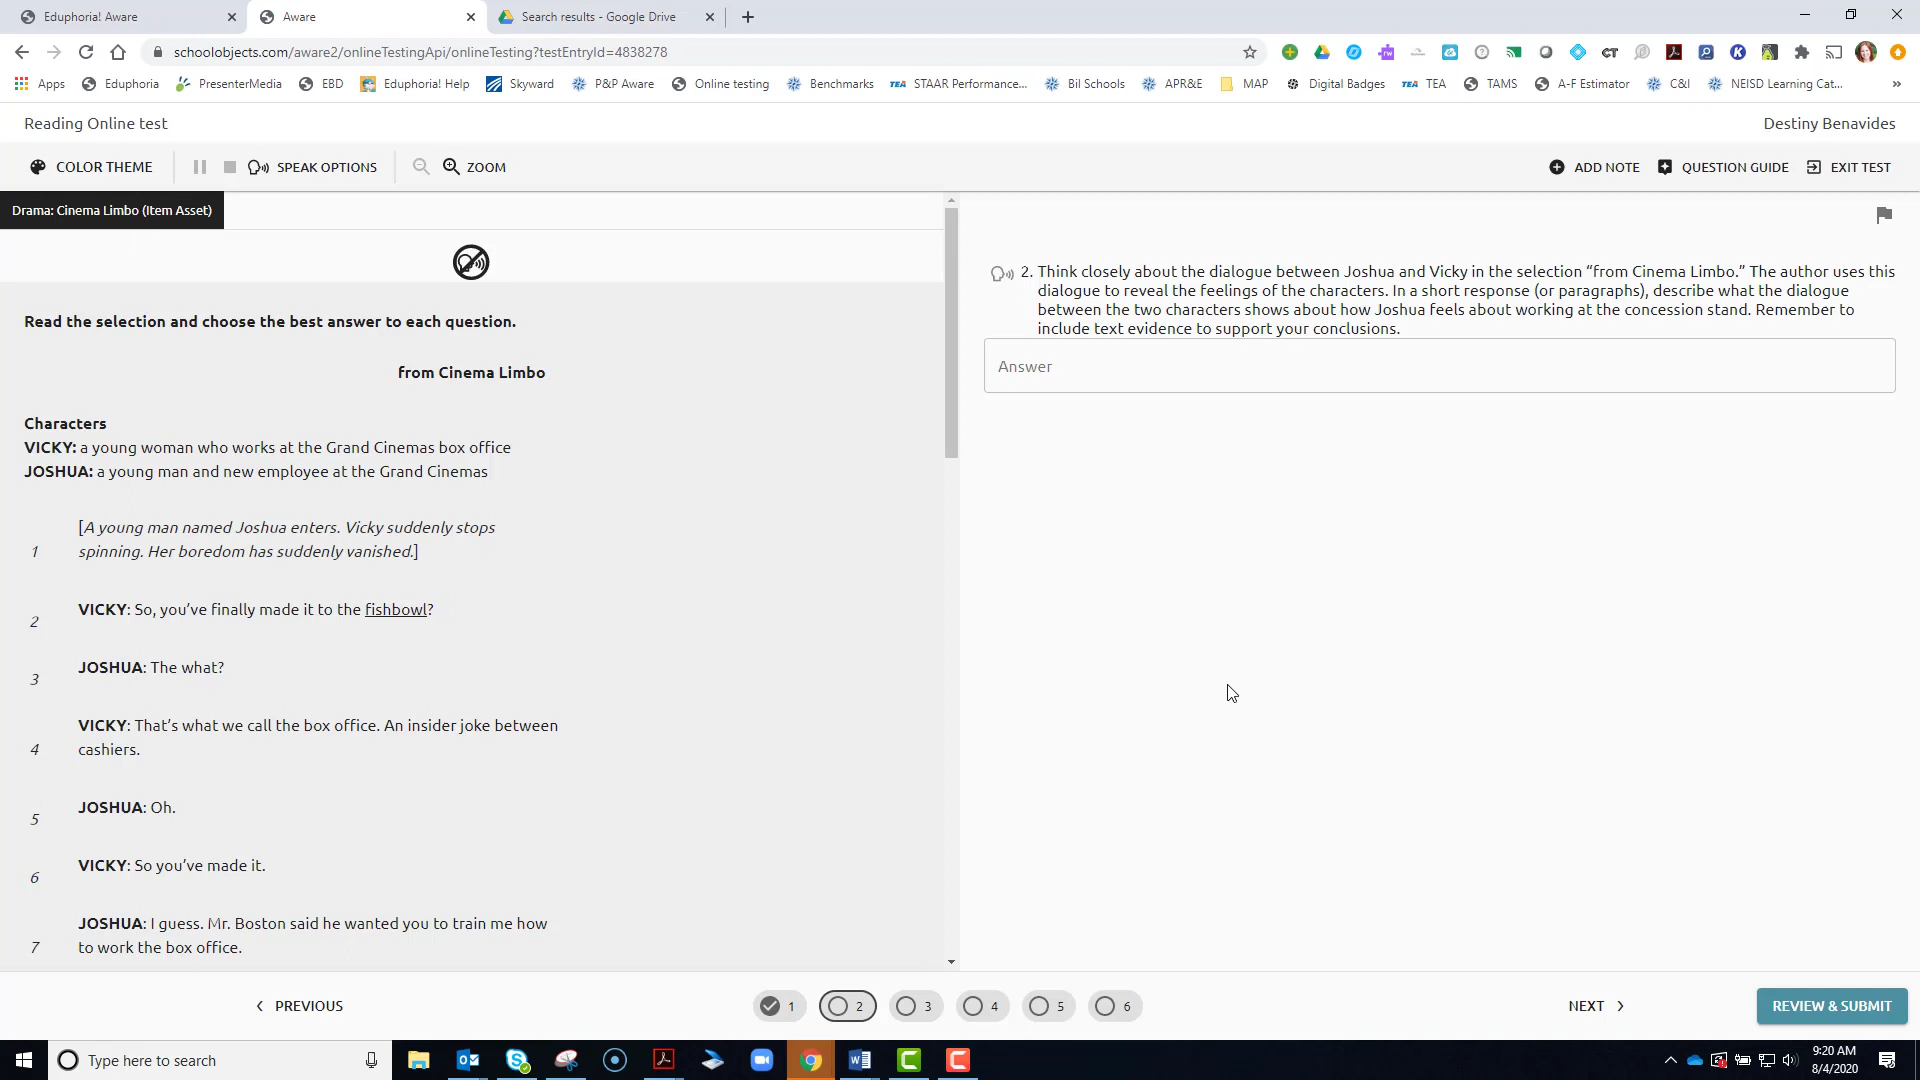 Eduphoria! Aware
Aware
Search results - Google Drive
schoolobjects.com/aware2/onlineTestingApi/onlineTesting?testEntryId=4838278
Apps Eduphoria PresenterMedia EBD Eduphoria! Help Skyward P&P Aware Online testing Benchmarks TEA STAAR Performance... Bil Schools APR&E MAP Digital Badges TEA TEA TAMS A-F Estimator C&I NEISD Learning Cat... »
Reading Online test
Destiny Benavides
COLOR THEME SPEAK OPTIONS ZOOM ADD NOTE QUESTION GUIDE EXIT TEST
Drama: Cinema Limbo (Item Asset)
Read the selection and choose the best answer to each question.
from Cinema Limbo
Characters
VICKY: a young woman who works at the Grand Cinemas box office
JOSHUA: a young man and new employee at the Grand Cinemas
[A young man named Joshua enters. Vicky suddenly stops
1 spinning. Her boredom has suddenly vanished.]
VICKY: So, you’ve finally made it to the fishbowl?
2
JOSHUA: The what?
3
VICKY: That’s what we call the box office. An insider joke between
4 cashiers.
JOSHUA: Oh.
5
VICKY: So you’ve made it.
6
JOSHUA: I guess. Mr. Boston said he wanted you to train me how
7 to work the box office.
2. Think closely about the dialogue between Joshua and Vicky in the selection “from Cinema Limbo.” The author uses this
dialogue to reveal the feelings of the characters. In a short response (or paragraphs), describe what the dialogue
between the two characters shows about how Joshua feels about working at the concession stand. Remember to
include text evidence to support your conclusions.
Answer
PREVIOUS 1 2 3 4 5 6 NEXT REVIEW & SUBMIT
Type here to search
9:20 AM
8/4/2020